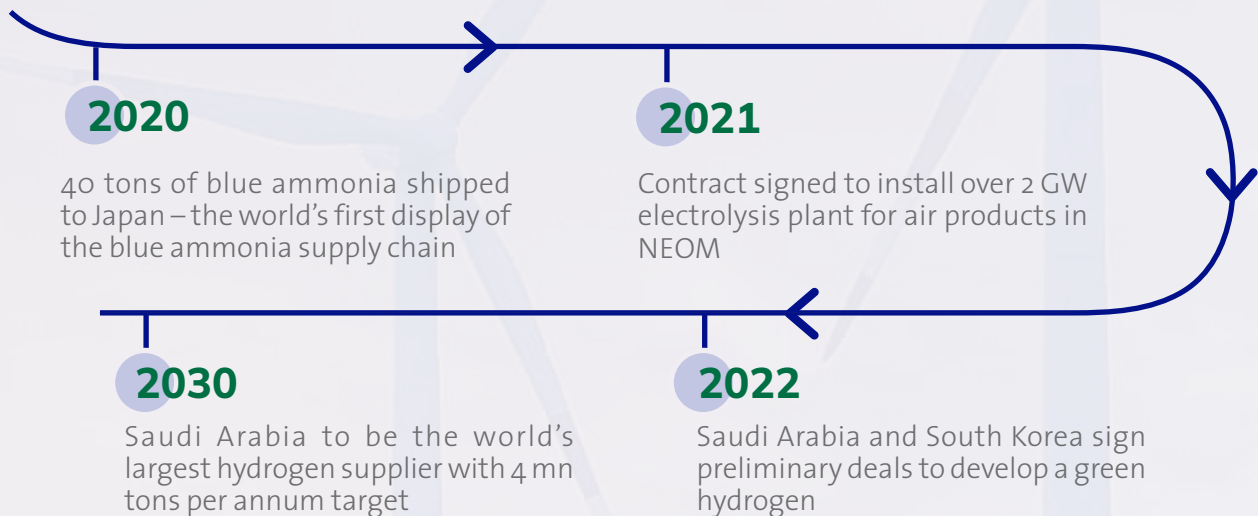 2020
40 tons of blue ammonia shipped
to Japan – the world's first display of
the blue ammonia supply chain
2021
Contract signed to install over 2 GW
electrolysis plant for air products in
NEOM
2022
Saudi Arabia and South Korea sign
preliminary deals to develop a green
hydrogen
2030
Saudi Arabia to be the world's
largest hydrogen supplier with 4 mn
tons per annum target